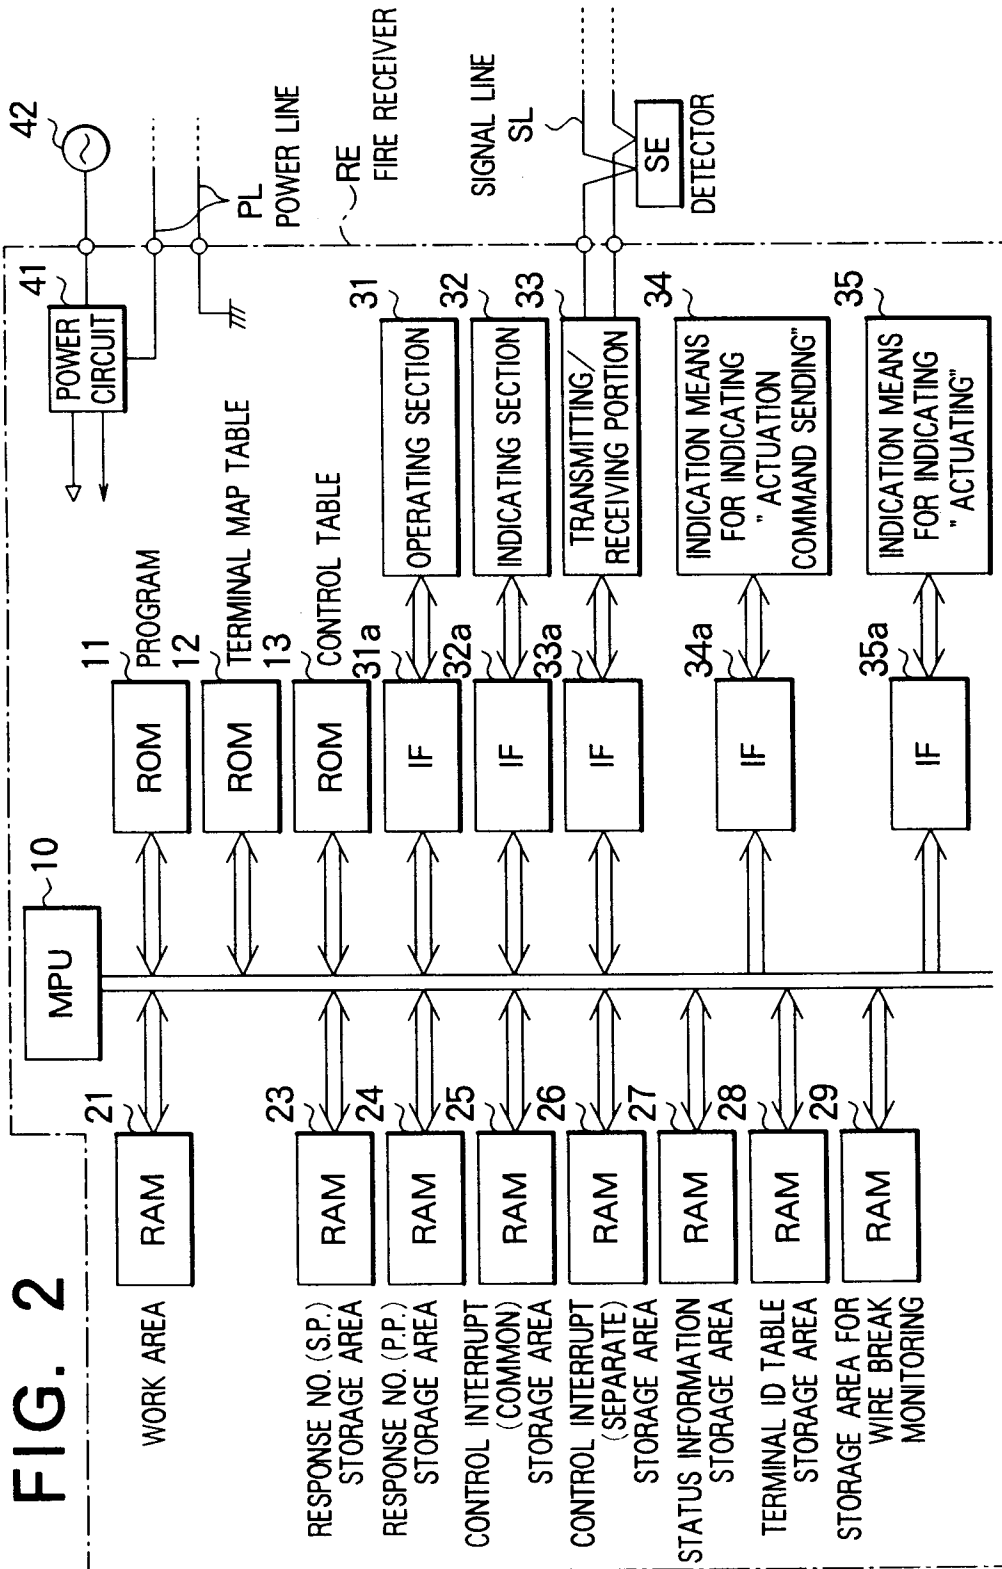 FIG. 2
MPU
10
RAM
21
WORK AREA
RAM
23
RESPONSE NO.(S.P.)
STORAGE AREA
RAM
24
RESPONSE NO.(P.P.)
STORAGE AREA
RAM
25
CONTROL INTERRUPT
(COMMON)
STORAGE AREA
RAM
26
CONTROL INTERRUPT
(SEPARATE)
STORAGE AREA
RAM
27
STATUS INFORMATION
STORAGE AREA
RAM
28
TERMINAL ID TABLE
STORAGE AREA
RAM
29
STORAGE AREA FOR
WIRE BREAK
MONITORING
ROM
11
PROGRAM
ROM
12
TERMINAL MAP TABLE
ROM
13
CONTROL TABLE
IF
31a
OPERATING SECTION
31
IF
32a
INDICATING SECTION
32
IF
33a
TRANSMITTING/
RECEIVING PORTION
33
IF
34a
INDICATION MEANS
FOR INDICATING
" ACTUATION
COMMAND SENDING"
34
IF
35a
INDICATION MEANS
FOR INDICATING
" ACTUATING"
35
POWER
CIRCUIT
41
42
PL
POWER LINE
RE
FIRE RECEIVER
SIGNAL LINE
SL
SE
DETECTOR